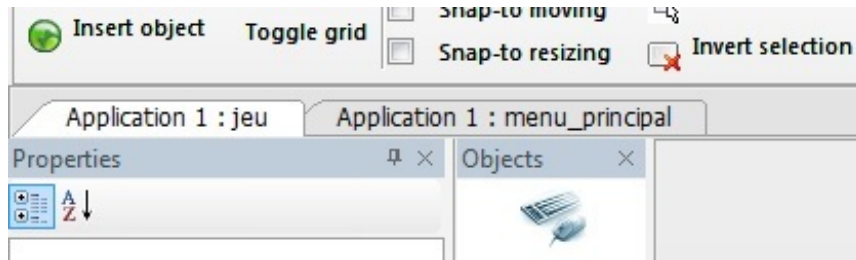 Snap-to moving
Insert object
Toggle grid
Snap-to resizing
Invert selection
Application 1 : jeu
Application 1 : menu_principal
Properties
Objects
A
Z